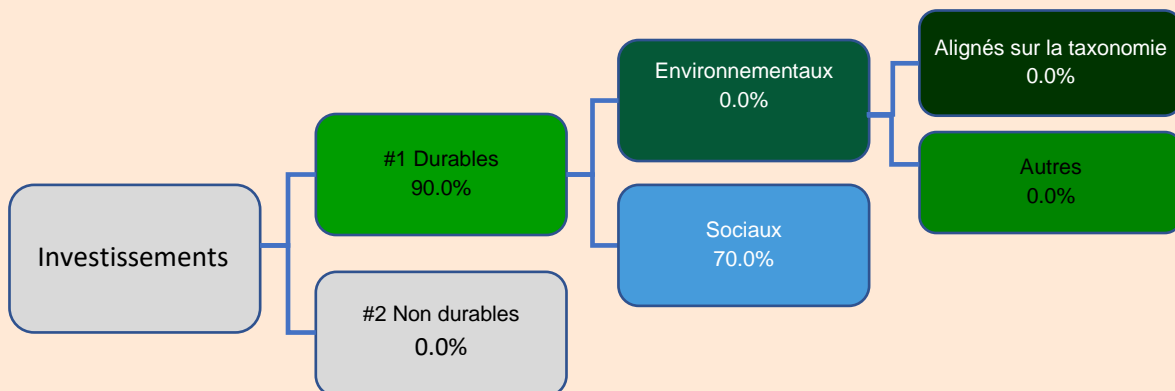 Investissements
#1 Durables
90.0%
#2 Non durables
0.0%
Environnementaux
0.0%
Sociaux
70.0%
Alignés sur la taxonomie
0.0%
Autres
0.0%